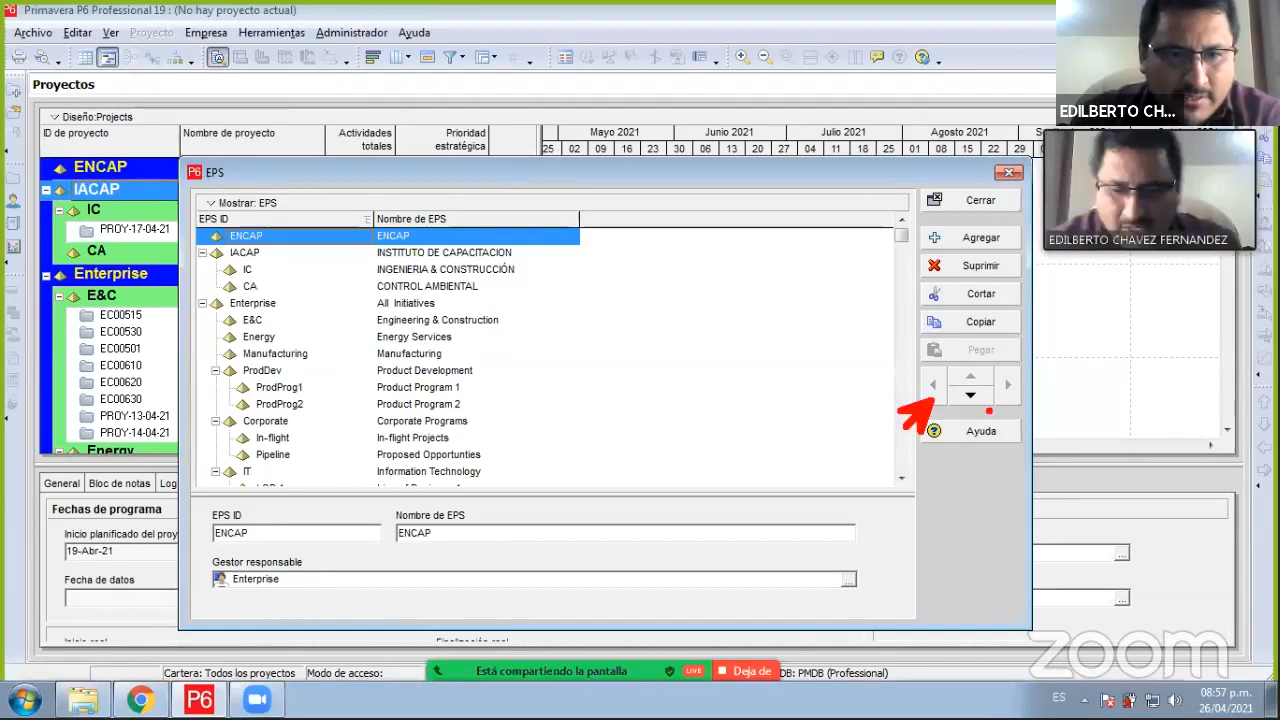 Primavera P6 Professional 19 : (No hay proyecto actual)
Archivo Editar Ver Proyecto Empresa Herramientas Administrador Ayuda
Proyectos
Diseño:Projects
ID de proyecto Nombre de proyecto Actividades totales Prioridad estratégica
Mayo 2021 Junio 2021 Julio 2021 Agosto 2021
25 02 09 16 23 30 06 13 20 27 04 11 18 25 01 08 15 22 29
ENCAP
IACAP
IC
PROY-17-04-21
CA
Enterprise
E&C
EC00515
EC00530
EC00501
EC00610
EC00620
EC00630
PROY-13-04-21
PROY-14-04-21
Energy
P6 EPS
Mostrar: EPS
EPS ID Nombre de EPS
ENCAP ENCAP
IACAP INSTITUTO DE CAPACITACION
IC INGENIERIA & CONSTRUCCIÓN
CA CONTROL AMBIENTAL
Enterprise All Initiatives
E&C Engineering & Construction
Energy Energy Services
Manufacturing Manufacturing
ProdDev Product Development
ProdProg1 Product Program 1
ProdProg2 Product Program 2
Corporate Corporate Programs
In-flight In-flight Projects
Pipeline Proposed Opportunties
IT Information Technology
Cerrar
Agregar
Suprimir
Cortar
Copiar
Pegar
Ayuda
EPS ID Nombre de EPS
ENCAP ENCAP
Gestor responsable
Enterprise
General Bloc de notas Log
Fechas de programa
Inicio planificado del proy
19-Abr-21
Fecha de datos
Inicio real Finalización real
Cartera: Todos los proyectos Modo de acceso: DB: PMDB (Professional)
Está compartiendo la pantalla LIVE Deja de
EDILBERTO CH...
EDILBERTO CHAVEZ FERNANDEZ
zoom
P6
ES 08:57 p.m.
26/04/2021